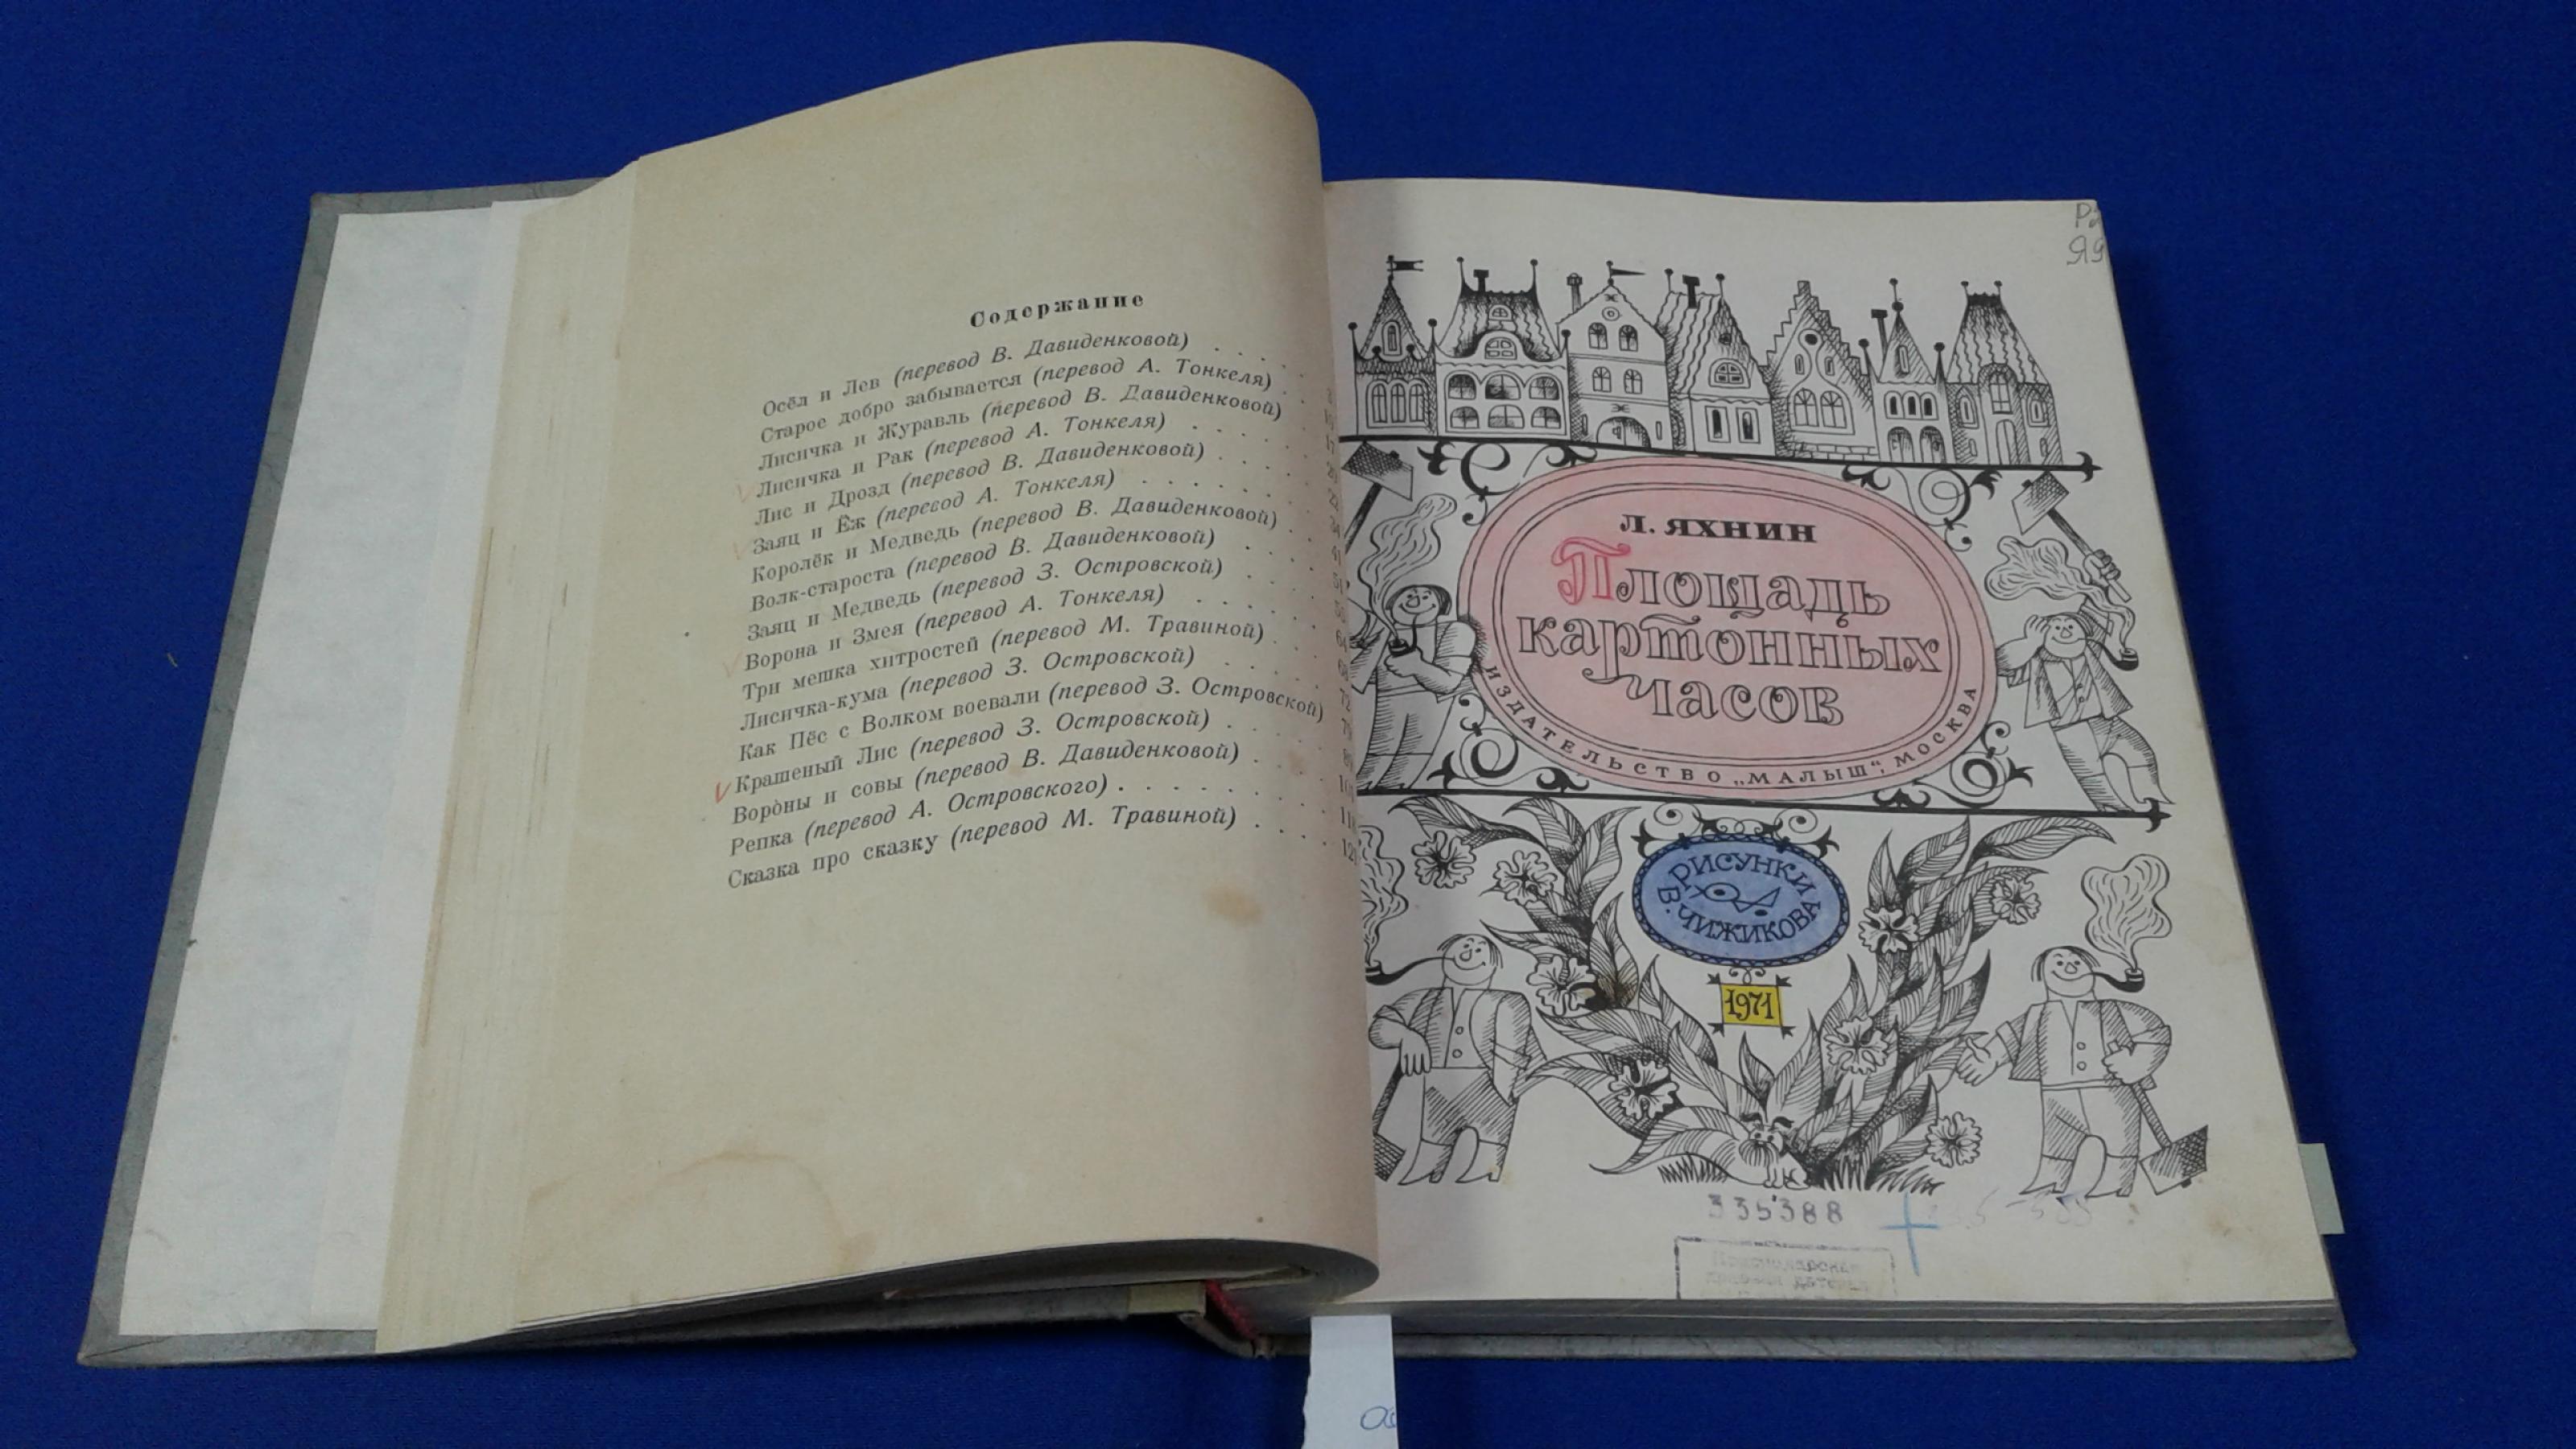 Содержание
Осёл и Лев (перевод В. Давиденковой) . . . .
Старое добро забывается (перевод А. Тонкеля) . .
Лисичка и Журавль (перевод В. Давиденковой)
Лисичка и Рак (перевод А. Тонкеля) . . . . .
Лис и Дрозд (перевод В. Давиденковой) . . . .
Заяц и Ёж (перевод А. Тонкеля) . . . . . .
Королёк и Медведь (перевод В. Давиденковой) .
Волк-староста (перевод В. Давиденковой) . . .
Заяц и Медведь (перевод З. Островской) . . .
Ворона и Змея (перевод А. Тонкеля) . . . . .
Три мешка хитростей (перевод М. Травиной) . .
Лисичка-кума (перевод З. Островской) . . . .
Как Пёс с Волком воевали (перевод З. Островской)
Крашеный Лис (перевод З. Островской) . . . .
Воро́ны и совы (перевод В. Давиденковой) . . .
Репка (перевод А. Островского) . . . . . . .
Сказка про сказку (перевод М. Травиной) . . .
Л. ЯХНИН
Площадь
картонных
часов
ИЗДАТЕЛЬСТВО „МАЛЫШ“, МОСКВА
РИСУНКИ
В. ЧИЖИКОВА
1971
335388